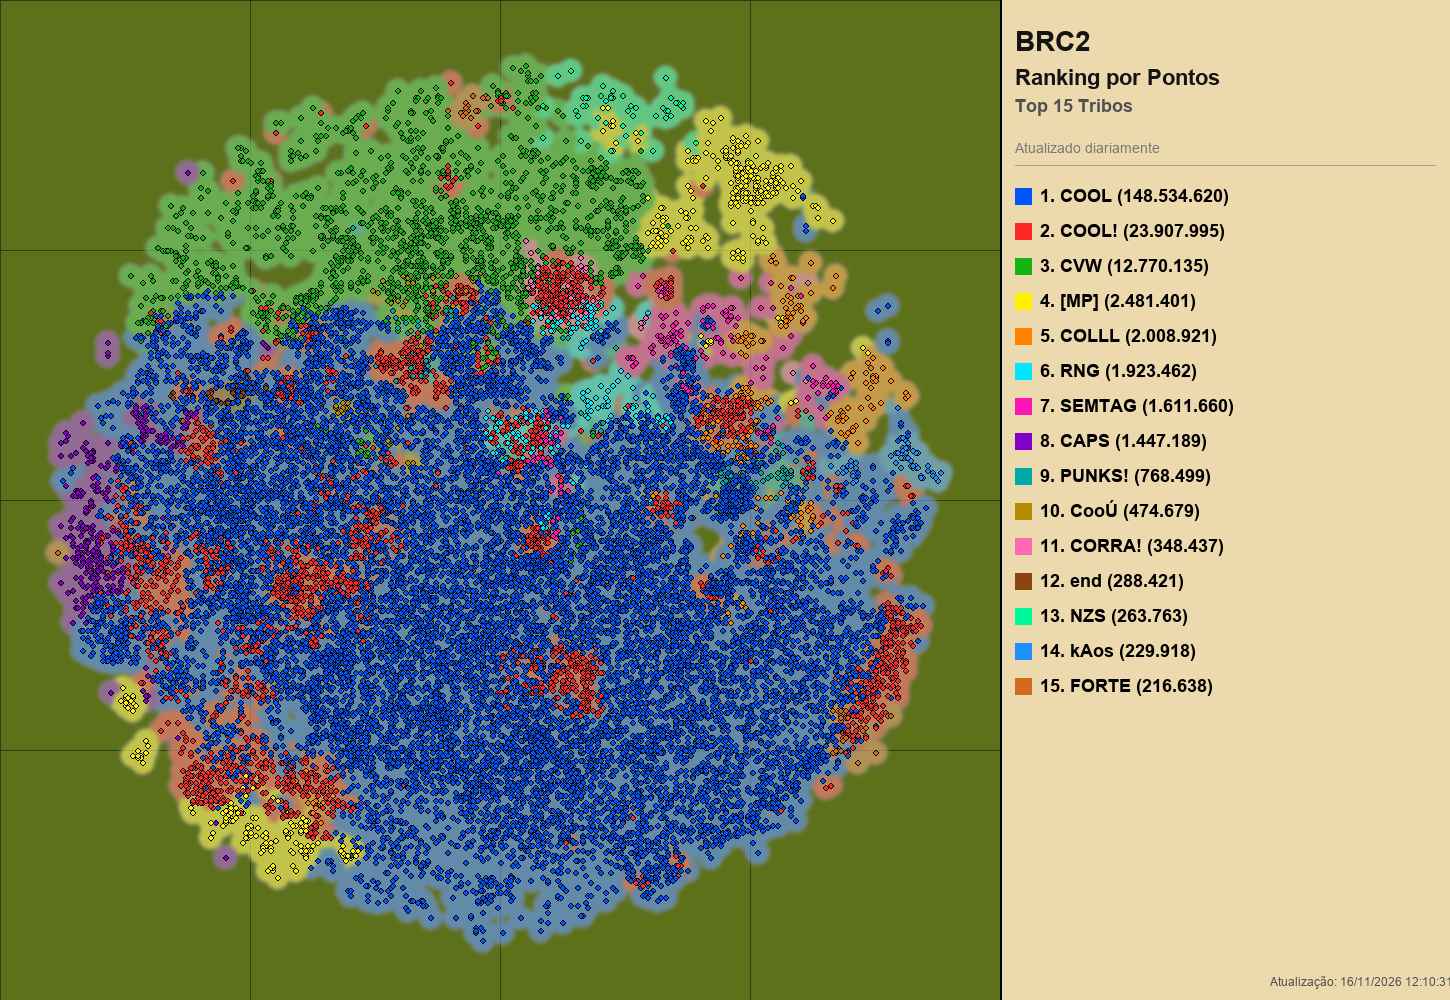 BRC2
Ranking por Pontos
Top 15 Tribos
Atualizado diariamente
1. COOL (148.534.620)
2. COOL! (23.907.995)
3. CVW (12.770.135)
4. [MP] (2.481.401)
5. COLLL (2.008.921)
6. RNG (1.923.462)
7. SEMTAG (1.611.660)
8. CAPS (1.447.189)
9. PUNKS! (768.499)
10. CooÚ (474.679)
11. CORRA! (348.437)
12. end (288.421)
13. NZS (263.763)
14. kAos (229.918)
15. FORTE (216.638)
Atualização: 16/11/2026 12:10:31